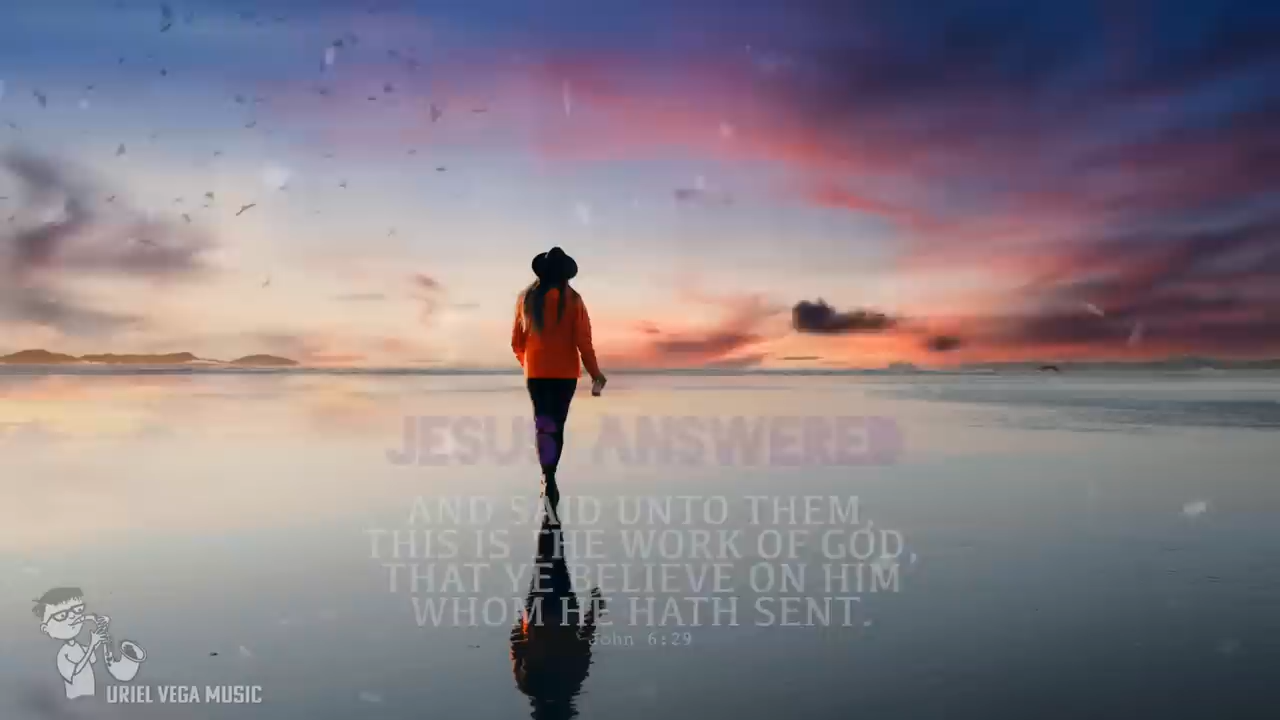 JESUS ANSWERED
AND SAID UNTO THEM,
THIS IS THE WORK OF GOD,
THAT YE BELIEVE ON HIM
WHOM HE HATH SENT.
John 6:29
URIEL VEGA MUSIC